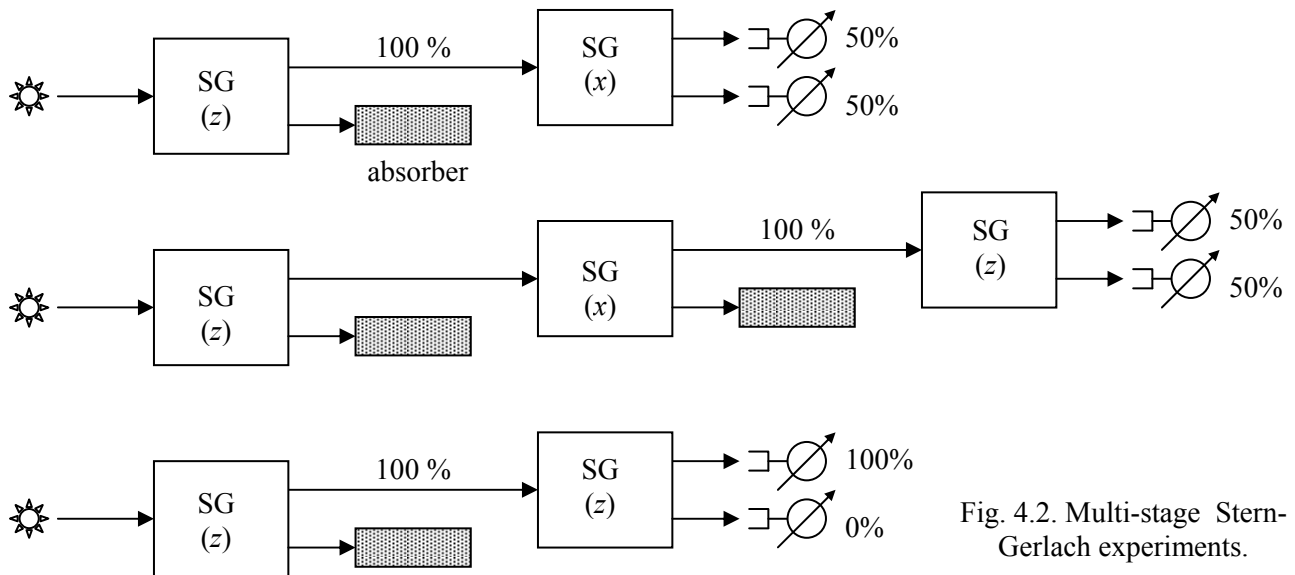 100 %
SG
(z)
absorber
SG
(x)
50%
50%
SG
(z)
SG
(x)
100 %
SG
(z)
50%
50%
SG
(z)
100 %
SG
(z)
100%
0%
Fig. 4.2. Multi-stage Stern-
Gerlach experiments.